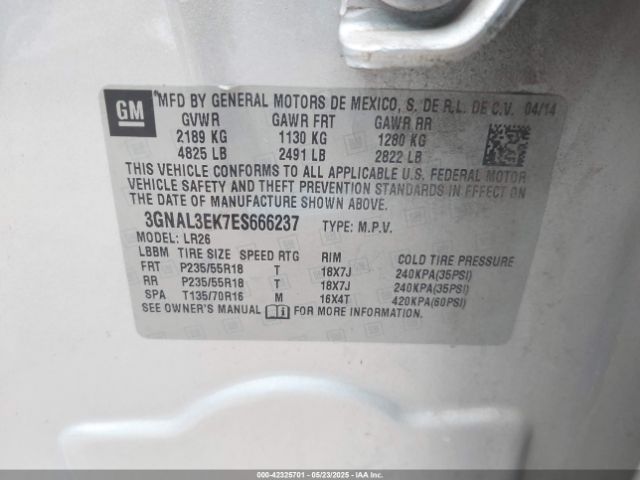 GM
*MFD BY GENERAL MOTORS DE MEXICO, S. DE R.L. DE C.V. 04/14
GVWR GAWR FRT GAWR RR
2189 KG 1130 KG 1280 KG
4825 LB 2491 LB 2822 LB
THIS VEHICLE CONFORMS TO ALL APPLICABLE U.S. FEDERAL MOTOR
VEHICLE SAFETY AND THEFT PREVENTION STANDARDS IN EFFECT ON
THE DATE OF MANUFACTURE SHOWN ABOVE.
3GNAL3EK7ES666237 TYPE: M.P.V.
MODEL: LR26
LBBM TIRE SIZE SPEED RTG RIM COLD TIRE PRESSURE
FRT P235/55R18 T 18X7J 240KPA(35PSI)
RR P235/55R18 T 18X7J 240KPA(35PSI)
SPA T135/70R16 M 16X4T 420KPA(60PSI)
SEE OWNER'S MANUAL FOR MORE INFORMATION.
000-42325701 - 05/23/2025 - IAAI.COM